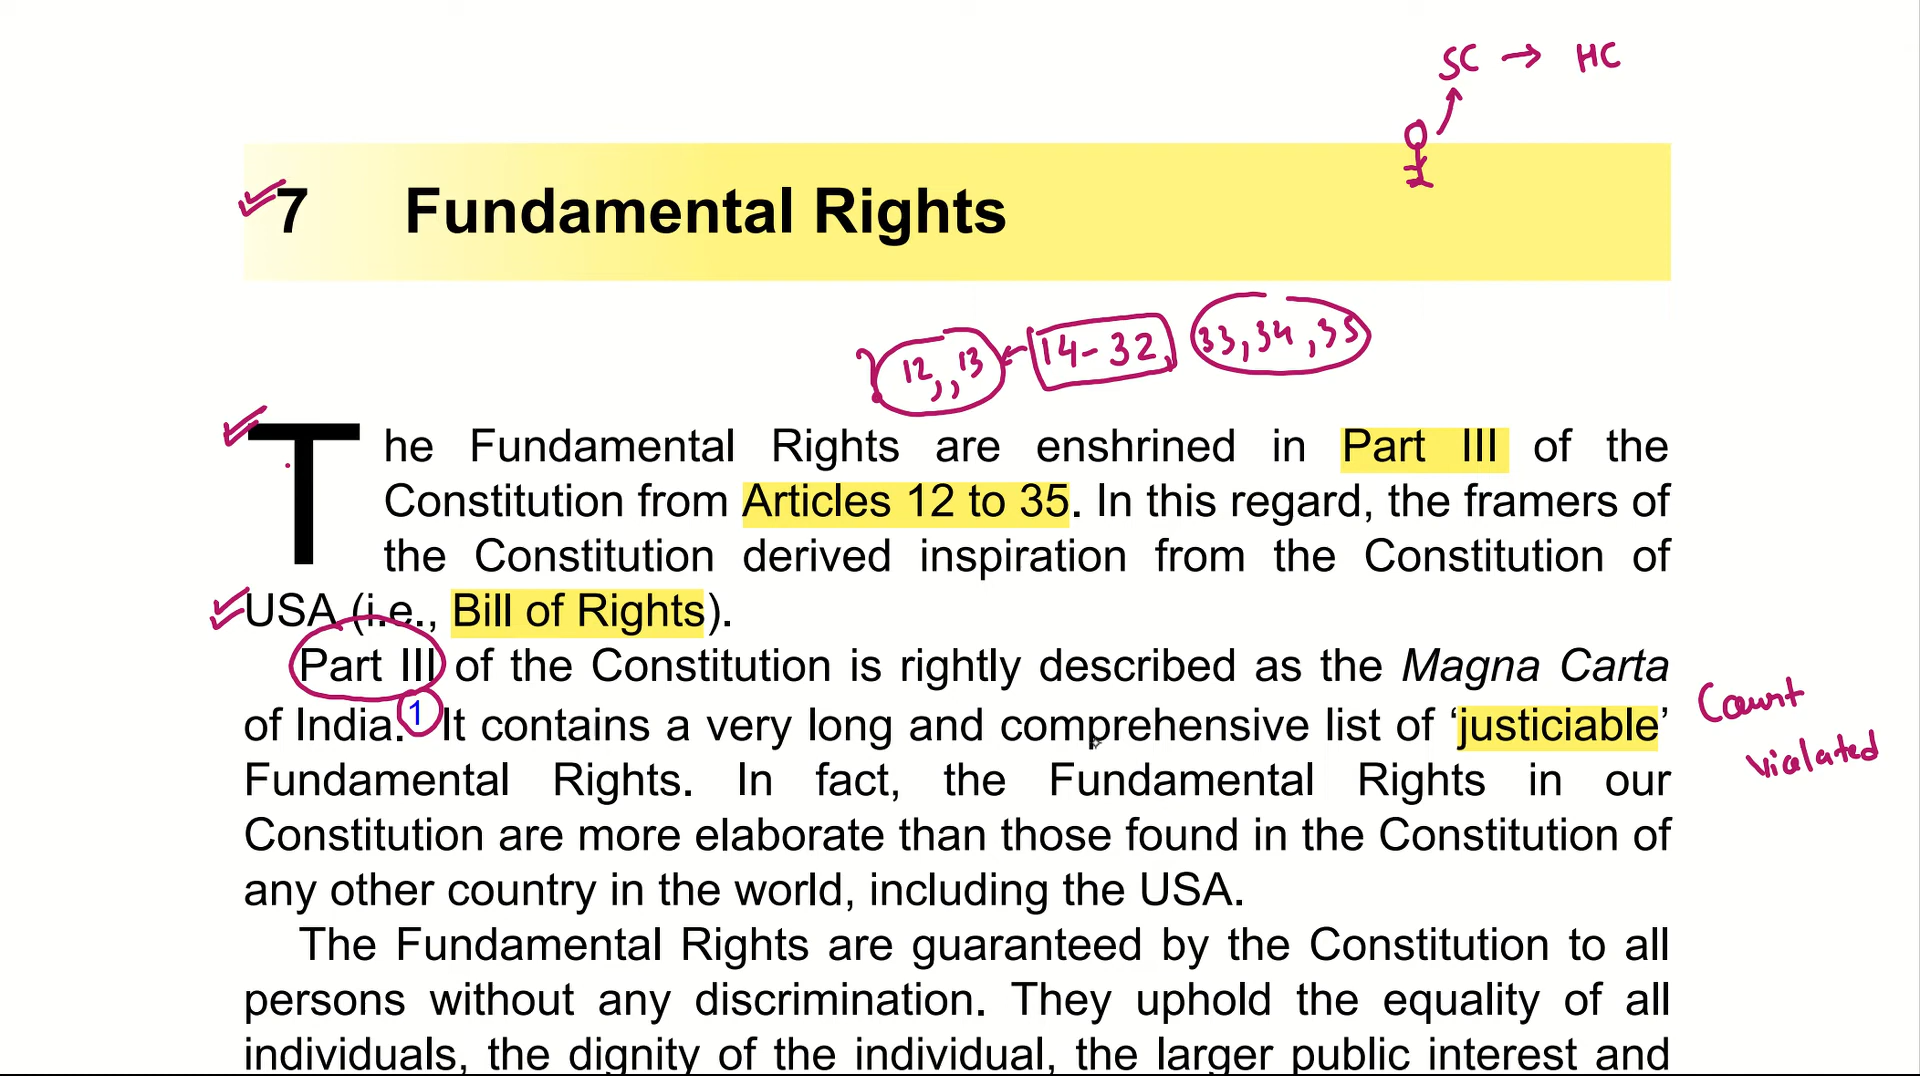 SC → HC
7 Fundamental Rights
12, 13 ← 14-32, 33, 34, 35
The Fundamental Rights are enshrined in Part III of the
Constitution from Articles 12 to 35. In this regard, the framers of
the Constitution derived inspiration from the Constitution of
USA (i.e., Bill of Rights).
Part III of the Constitution is rightly described as the Magna Carta
of India.1 It contains a very long and comprehensive list of ‘justiciable’
Court
violated
Fundamental Rights. In fact, the Fundamental Rights in our
Constitution are more elaborate than those found in the Constitution of
any other country in the world, including the USA.
The Fundamental Rights are guaranteed by the Constitution to all
persons without any discrimination. They uphold the equality of all
individuals, the dignity of the individual, the larger public interest and